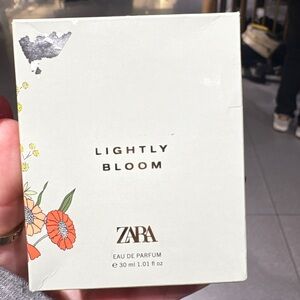 LIGHTLY
BLOOM
ZARA
EAU DE PARFUM
℮ 30 ml 1.01 fl oz